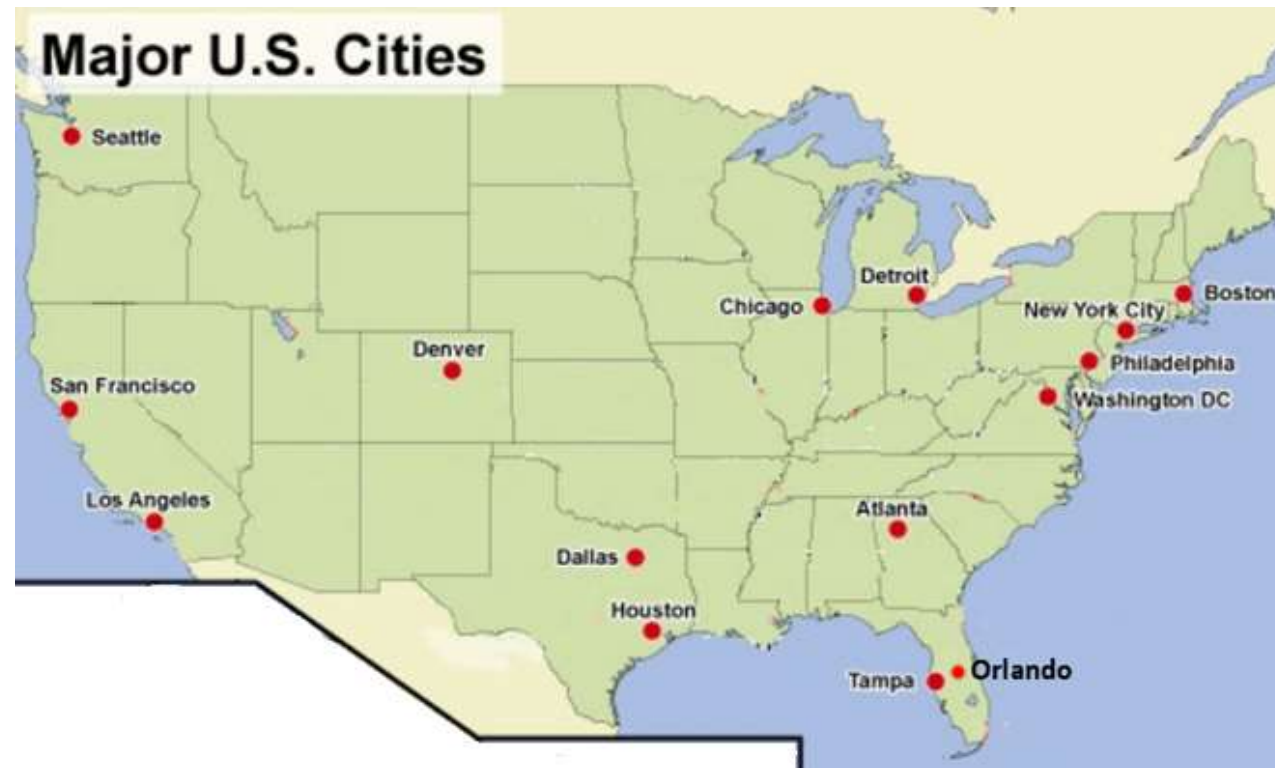 Major U.S. Cities
Seattle
Detroit
Chicago
Boston
New York City
Denver
Philadelphia
San Francisco
Washington DC
Los Angeles
Atlanta
Dallas
Houston
Tampa
Orlando